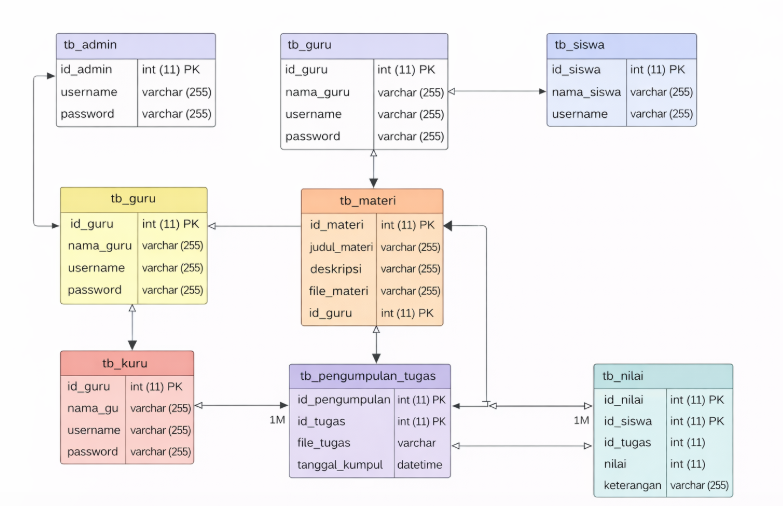 tb_admin
id_admin int (11) PK
username varchar (255)
password varchar (255)
tb_guru
id_guru int (11) PK
nama_guru varchar (255)
username varchar (255)
password varchar (255)
tb_siswa
id_siswa int (11) PK
nama_siswa varchar (255)
username varchar (255)
tb_guru
id_guru int (11) PK
nama_guru varchar (255)
username varchar (255)
password varchar (255)
tb_materi
id_materi int (11) PK
judul_materi varchar (255)
deskripsi varchar (255)
file_materi varchar (255)
id_guru int (11) PK
tb_kuru
id_guru int (11) PK
nama_gu varchar (255)
username varchar (255)
password varchar (255)
1M
tb_pengumpulan_tugas
id_pengumpulan int (11) PK
id_tugas int (11) PK
file_tugas varchar
tanggal_kumpul datetime
1M
tb_nilai
id_nilai int (11) PK
id_siswa int (11) PK
id_tugas int (11)
nilai int (11)
keterangan varchar (255)